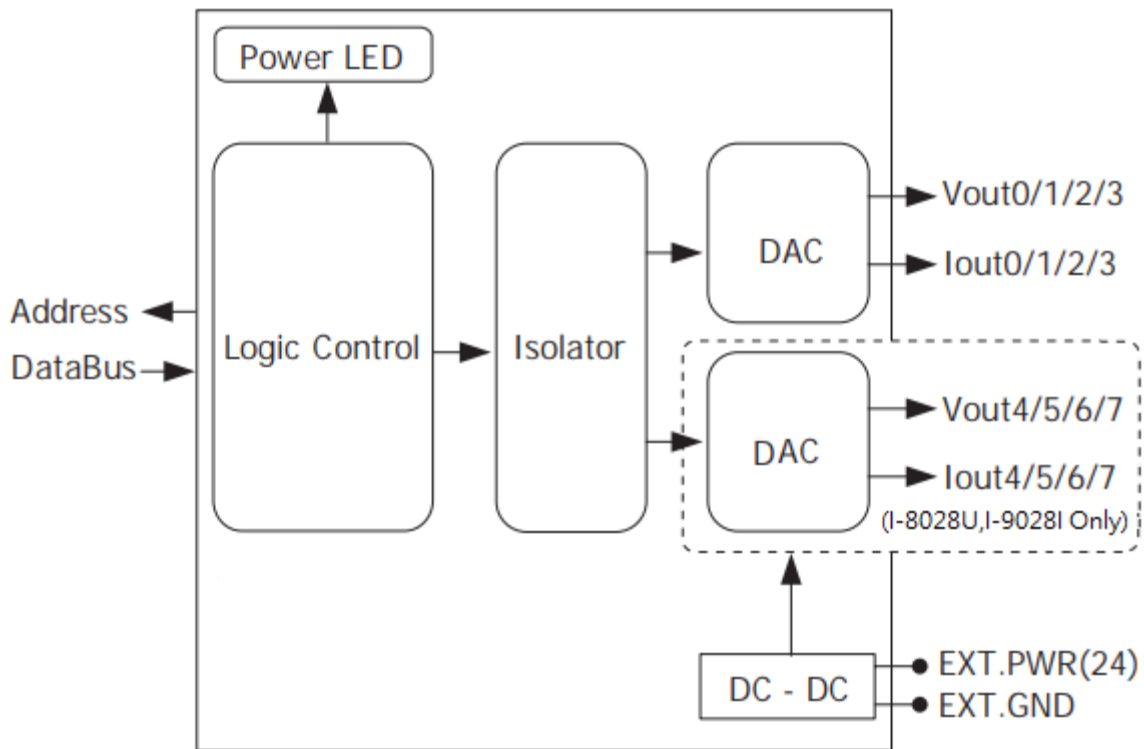 Power LED
Address
DataBus
Logic Control
Isolator
DAC
Vout0/1/2/3
Iout0/1/2/3
DAC
Vout4/5/6/7
Iout4/5/6/7
(I-8028U,I-9028I Only)
DC - DC
EXT.PWR(24)
EXT.GND